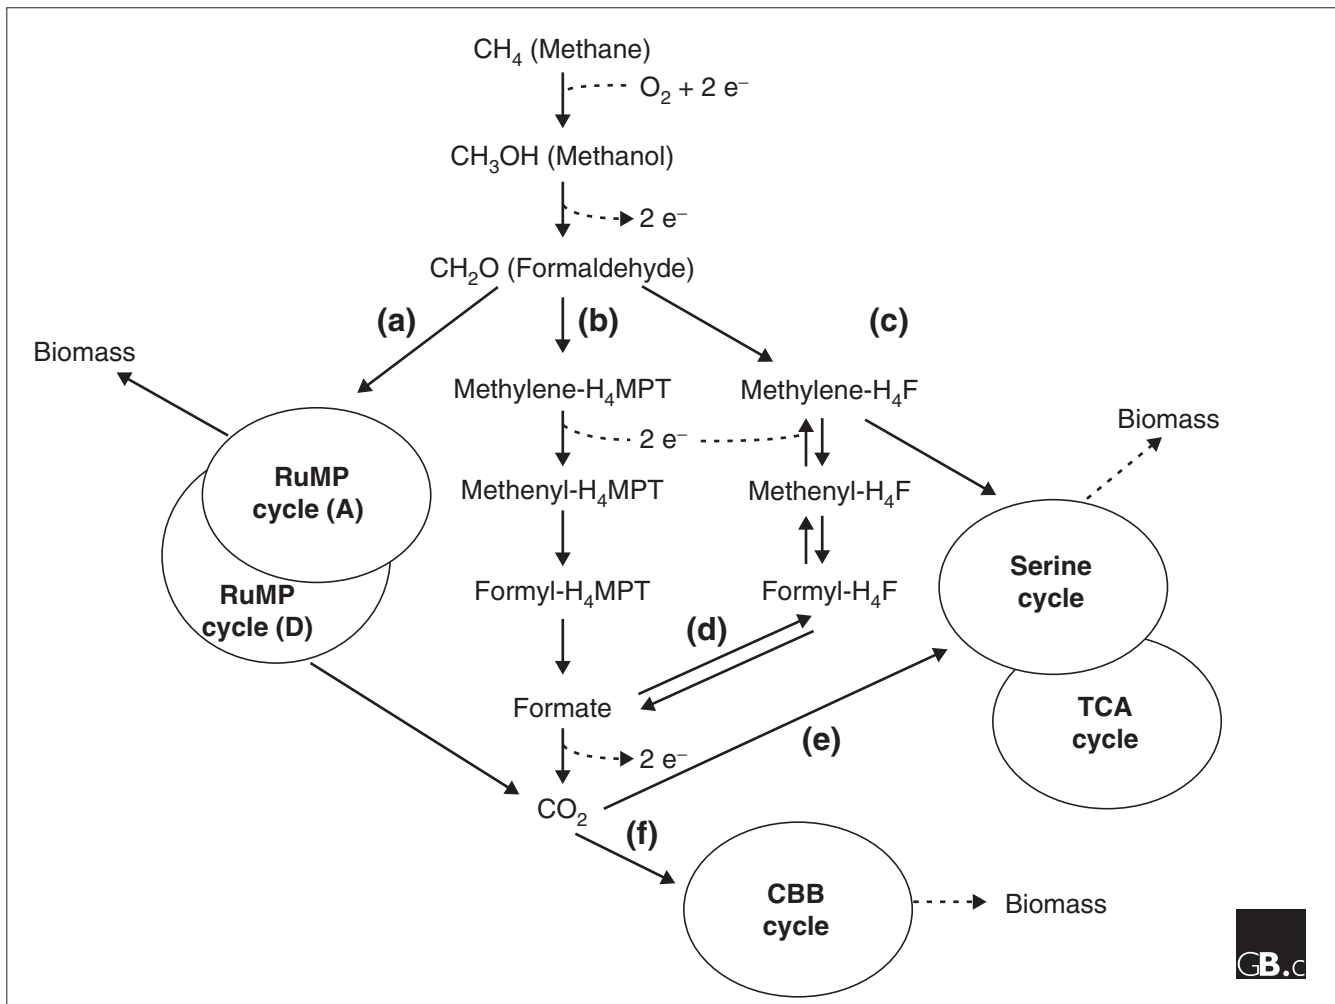 CH₄ (Methane)
O₂ + 2 e⁻
CH₃OH (Methanol)
2 e⁻
CH₂O (Formaldehyde)
(a)
(b)
(c)
Biomass
Methylene-H₄MPT
Methylene-H₄F
Biomass
2 e⁻
RuMP
cycle (A)
Methenyl-H₄MPT
Methenyl-H₄F
Serine
cycle
RuMP
cycle (D)
Formyl-H₄MPT
Formyl-H₄F
(d)
Formate
TCA
cycle
(e)
2 e⁻
CO₂
(f)
CBB
cycle
Biomass
GB.c